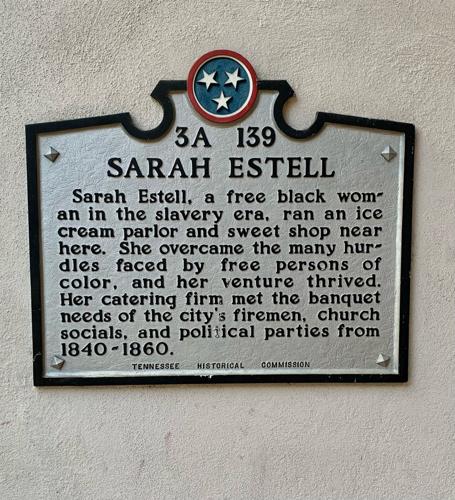 3A 139
SARAH ESTELL
Sarah Estell, a free black wom-
an in the slavery era, ran an ice
cream parlor and sweet shop near
here. She overcame the many hur-
dles faced by free persons of
color, and her venture thrived.
Her catering firm met the banquet
needs of the city's firemen, church
socials, and political parties from
1840-1860.
TENNESSEE HISTORICAL COMMISSION